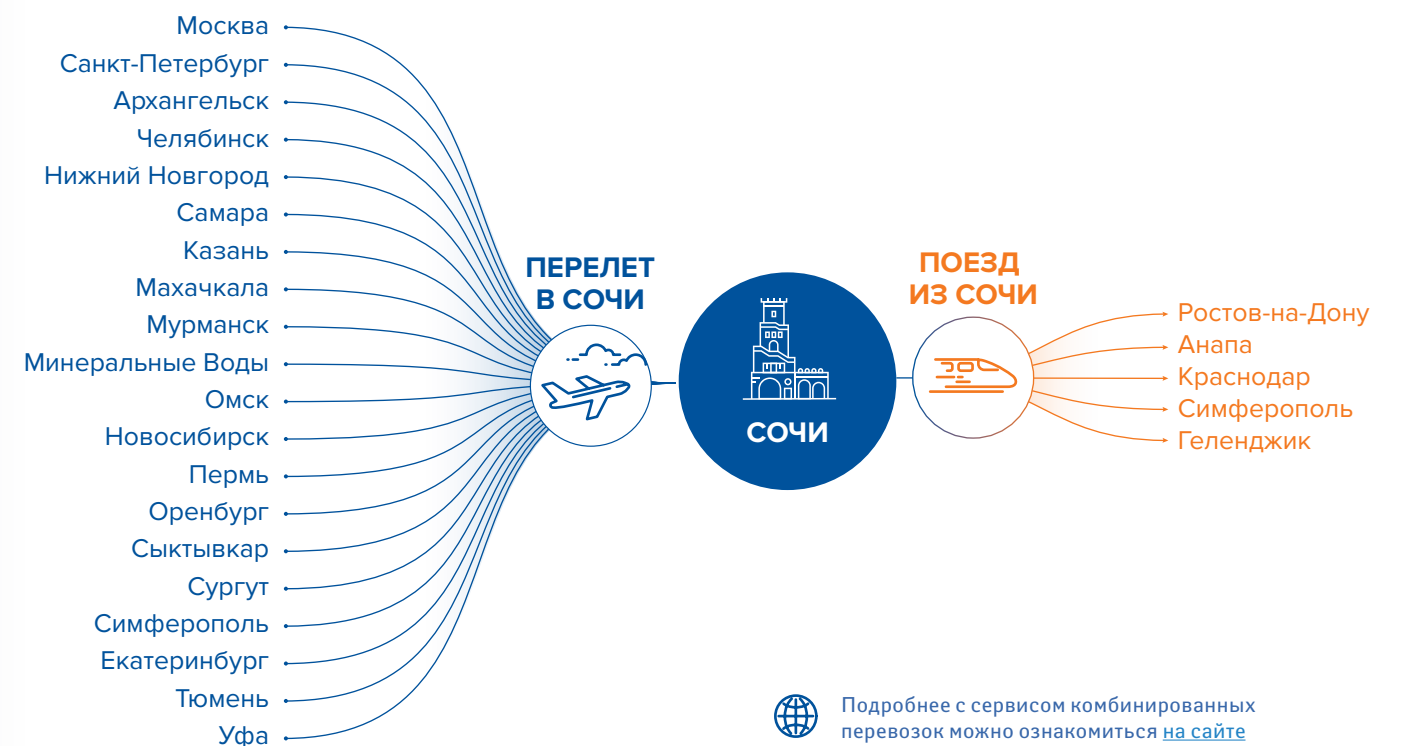 Москва
Санкт-Петербург
Архангельск
Челябинск
Нижний Новгород
Самара
Казань
Махачкала
Мурманск
Минеральные Воды
Омск
Новосибирск
Пермь
Оренбург
Сыктывкар
Сургут
Симферополь
Екатеринбург
Тюмень
Уфа
ПЕРЕЛЕТ
В СОЧИ
СОЧИ
ПОЕЗД
ИЗ СОЧИ
Ростов-на-Дону
Анапа
Краснодар
Симферополь
Геленджик
Подробнее с сервисом комбинированных
перевозок можно ознакомиться на сайте